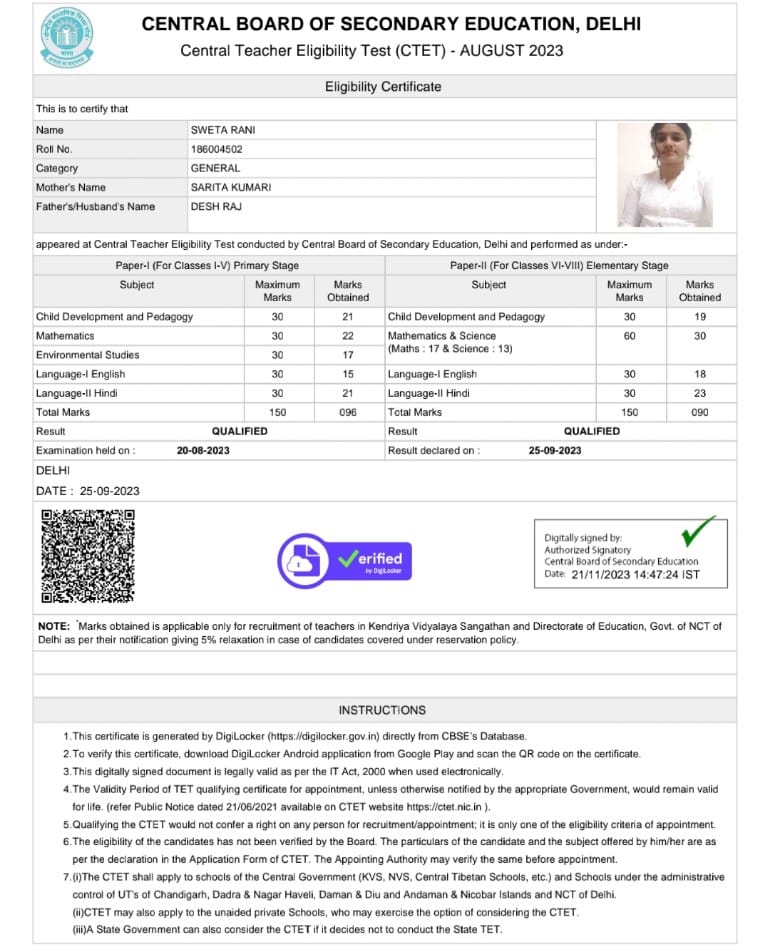 CENTRAL BOARD OF SECONDARY EDUCATION, DELHI
Central Teacher Eligibility Test (CTET) - AUGUST 2023
Eligibility Certificate
This is to certify that
Name SWETA RANI
Roll No. 186004502
Category GENERAL
Mother's Name SARITA KUMARI
Father's/Husband's Name DESH RAJ
appeared at Central Teacher Eligibility Test conducted by Central Board of Secondary Education, Delhi and performed as under:-
Paper-I (For Classes I-V) Primary Stage Paper-II (For Classes VI-VIII) Elementary Stage
Subject Maximum Marks Marks Obtained Subject Maximum Marks Marks Obtained
Child Development and Pedagogy 30 21 Child Development and Pedagogy 30 19
Mathematics 30 22 Mathematics & Science 60 30
(Maths : 17 & Science : 13)
Environmental Studies 30 17
Language-I English 30 15 Language-I English 30 18
Language-II Hindi 30 21 Language-II Hindi 30 23
Total Marks 150 096 Total Marks 150 090
Result QUALIFIED Result QUALIFIED
Examination held on : 20-08-2023 Result declared on : 25-09-2023
DELHI
DATE : 25-09-2023
Verified
by DigiLocker
Digitally signed by:
Authorized Signatory
Central Board of Secondary Education
Date: 21/11/2023 14:47:24 IST
NOTE: *Marks obtained is applicable only for recruitment of teachers in Kendriya Vidyalaya Sangathan and Directorate of Education, Govt. of NCT of
Delhi as per their notification giving 5% relaxation in case of candidates covered under reservation policy.
INSTRUCTIONS
1.This certificate is generated by DigiLocker (https://digilocker.gov.in) directly from CBSE's Database.
2.To verify this certificate, download DigiLocker Android application from Google Play and scan the QR code on the certificate.
3.This digitally signed document is legally valid as per the IT Act, 2000 when used electronically.
4.The Validity Period of TET qualifying certificate for appointment, unless otherwise notified by the appropriate Government, would remain valid
for life. (refer Public Notice dated 21/06/2021 available on CTET website https://ctet.nic.in ).
5.Qualifying the CTET would not confer a right on any person for recruitment/appointment; it is only one of the eligibility criteria of appointment.
6.The eligibility of the candidates has not been verified by the Board. The particulars of the candidate and the subject offered by him/her are as
per the declaration in the Application Form of CTET. The Appointing Authority may verify the same before appointment.
7.(i)The CTET shall apply to schools of the Central Government (KVS, NVS, Central Tibetan Schools, etc.) and Schools under the administrative
control of UT's of Chandigarh, Dadra & Nagar Haveli, Daman & Diu and Andaman & Nicobar Islands and NCT of Delhi.
(ii)CTET may also apply to the unaided private Schools, who may exercise the option of considering the CTET.
(iii)A State Government can also consider the CTET if it decides not to conduct the State TET.